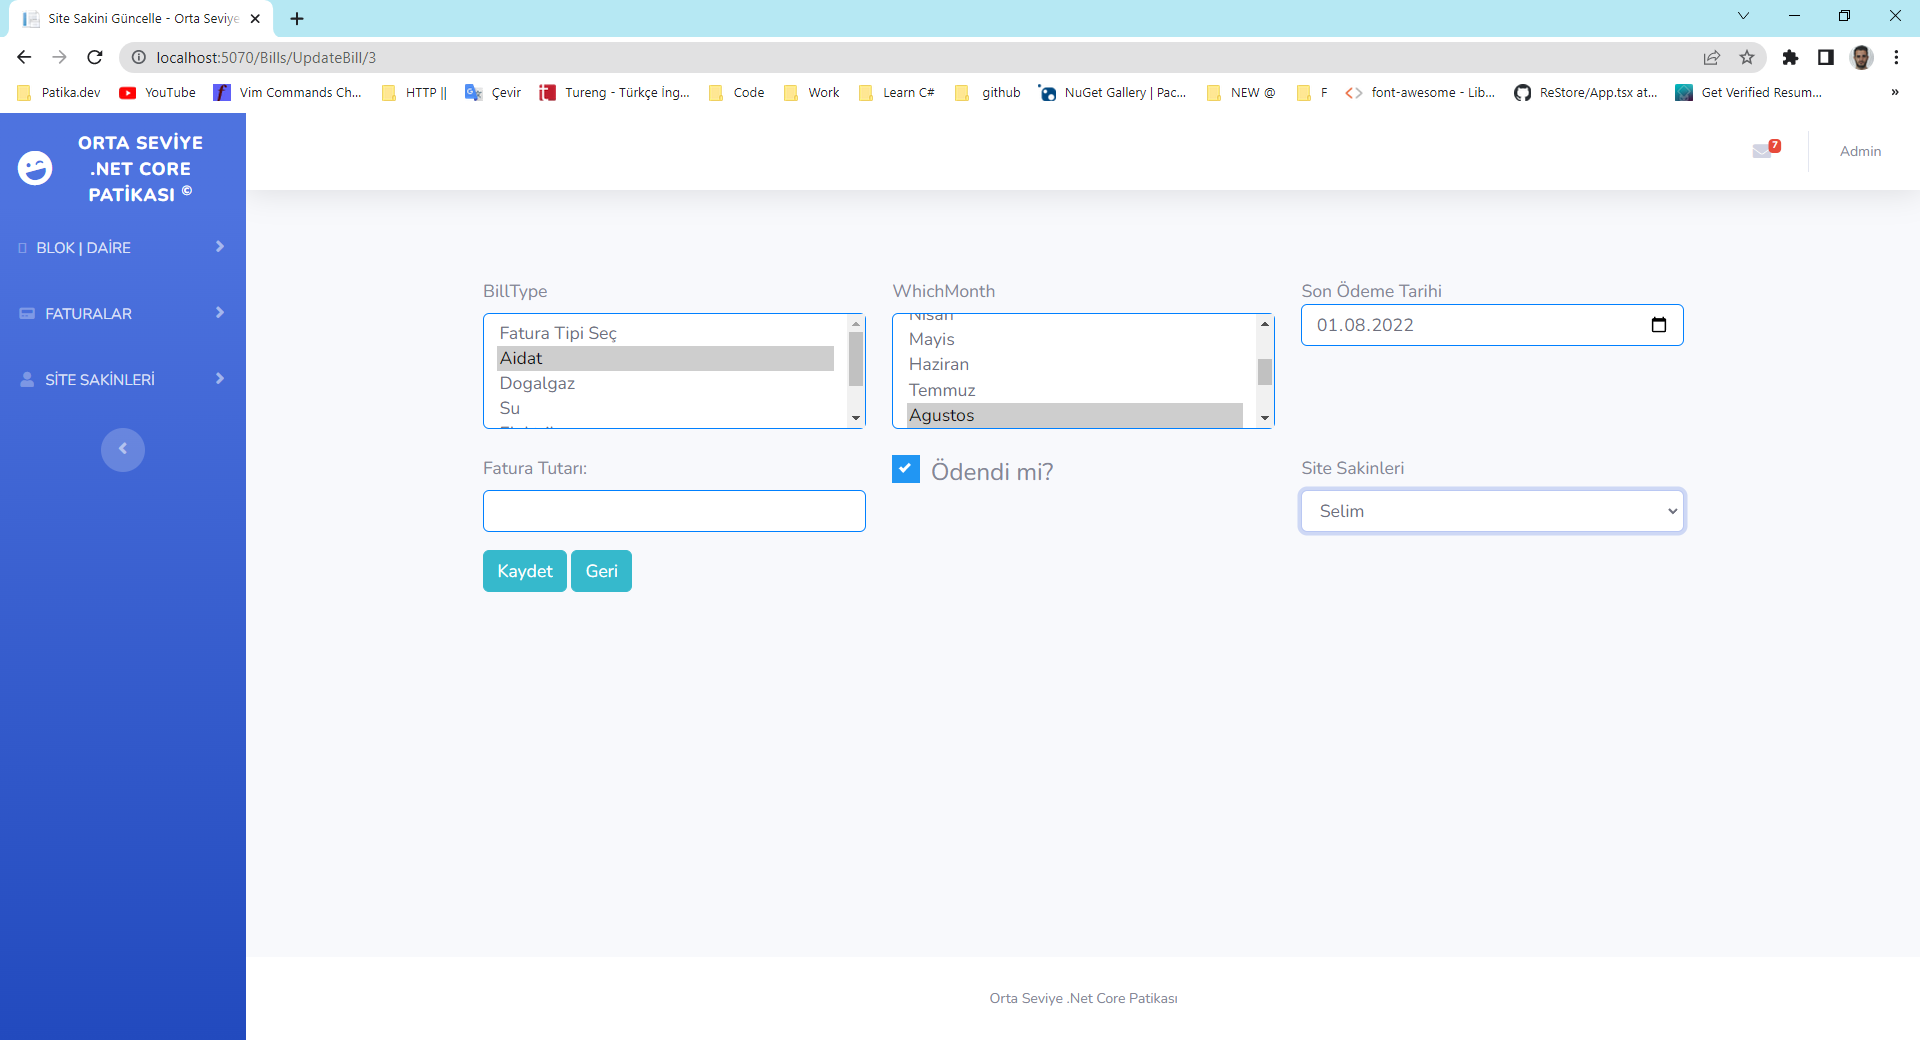 Site Sakini Güncelle - Orta Seviye
localhost:5070/Bills/UpdateBill/3
Patika.dev
YouTube
Vim Commands Ch...
HTTP ||
Çevir
Tureng - Türkçe İng...
Code
Work
Learn C#
github
NuGet Gallery | Pac...
NEW @
F
font-awesome - Lib...
ReStore/App.tsx at...
Get Verified Resum...
»
ORTA SEVİYE
.NET CORE
PATİKASI ©
7
Admin
BLOK | DAİRE
FATURALAR
SİTE SAKİNLERİ
BillType
Fatura Tipi Seç
Aidat
Dogalgaz
Su
WhichMonth
Nisan
Mayis
Haziran
Temmuz
Agustos
Son Ödeme Tarihi
01.08.2022
Fatura Tutarı:
Ödendi mi?
Site Sakinleri
Selim
Kaydet
Geri
Orta Seviye .Net Core Patikası